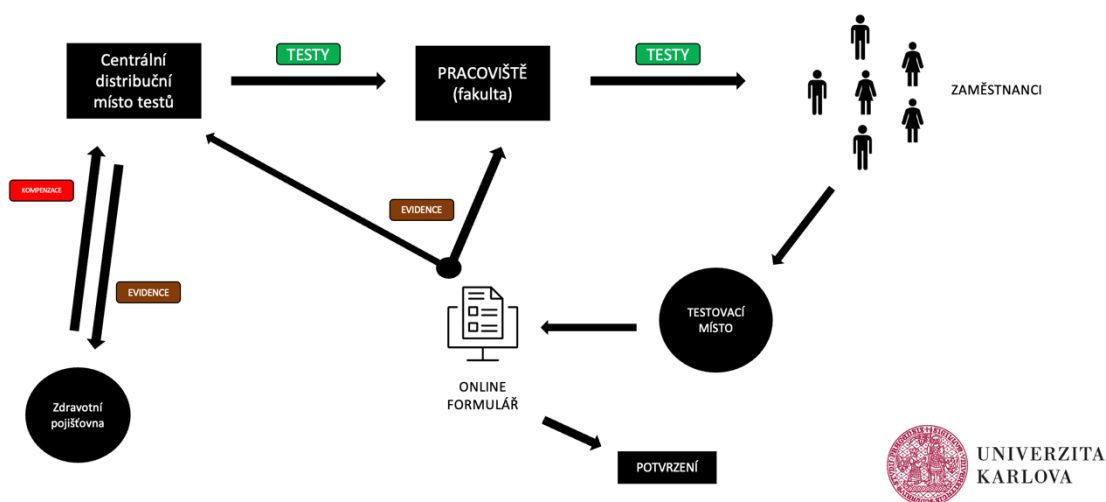 Centrální
distribuční
místo testů
TESTY
PRACOVIŠTĚ
(fakulta)
TESTY
ZAMĚSTNANCI
KOMPENZACE
EVIDENCE
EVIDENCE
TESTOVACÍ
MÍSTO
Zdravotní
pojišťovna
ONLINE
FORMULÁŘ
POTVRZENÍ
UNIVERZITA
KARLOVA